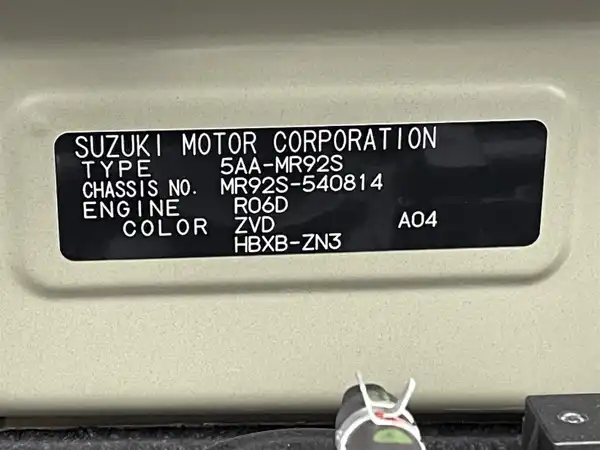 SUZUKI MOTOR CORPORATION
TYPE 5AA-MR92S
CHASSIS NO. MR92S-540814
ENGINE R06D
COLOR ZVD A04
HBXB-ZN3